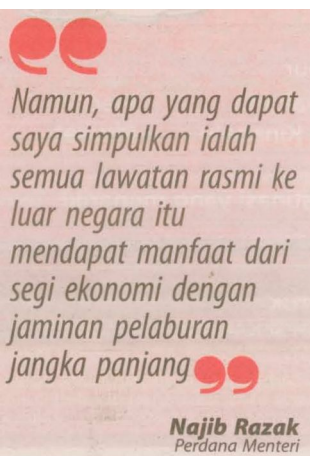 Namun, apa yang dapat
saya simpulkan ialah
semua lawatan rasmi ke
luar negara itu
mendapat manfaat dari
segi ekonomi dengan
jaminan pelaburan
jangka panjang
Najib Razak
Perdana Menteri